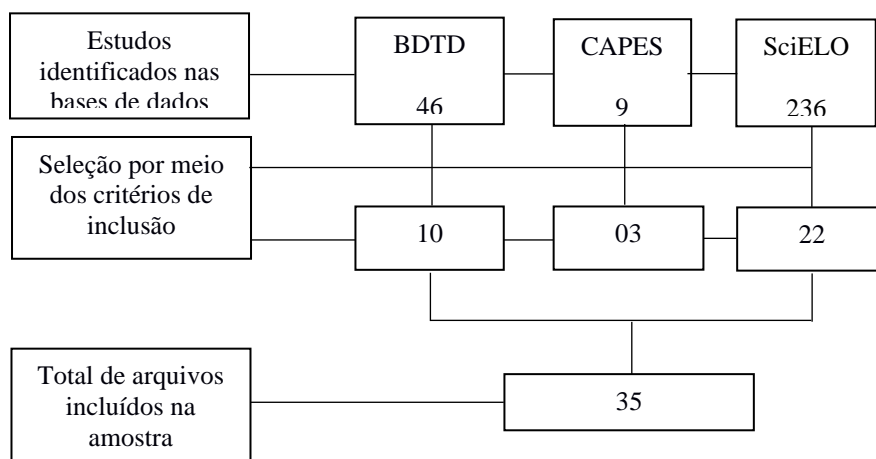 Estudos
identificados nas
bases de dados
BDTD
46
CAPES
9
SciELO
236
Seleção por meio
dos critérios de
inclusão
10
03
22
Total de arquivos
incluídos na
amostra
35